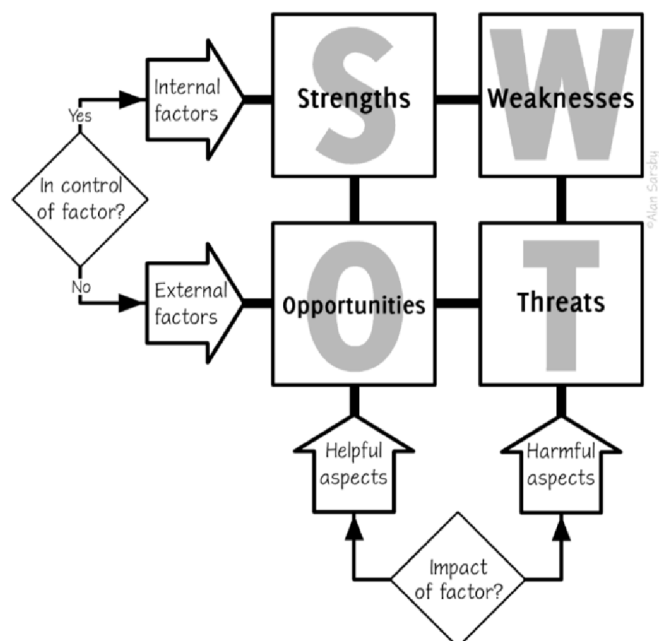 S
W
Internal
factors
Strengths
Weaknesses
Yes
In control
of factor?
No
©Alan Sarsby
O
T
External
factors
Opportunities
Threats
Helpful
aspects
Harmful
aspects
Impact
of factor?